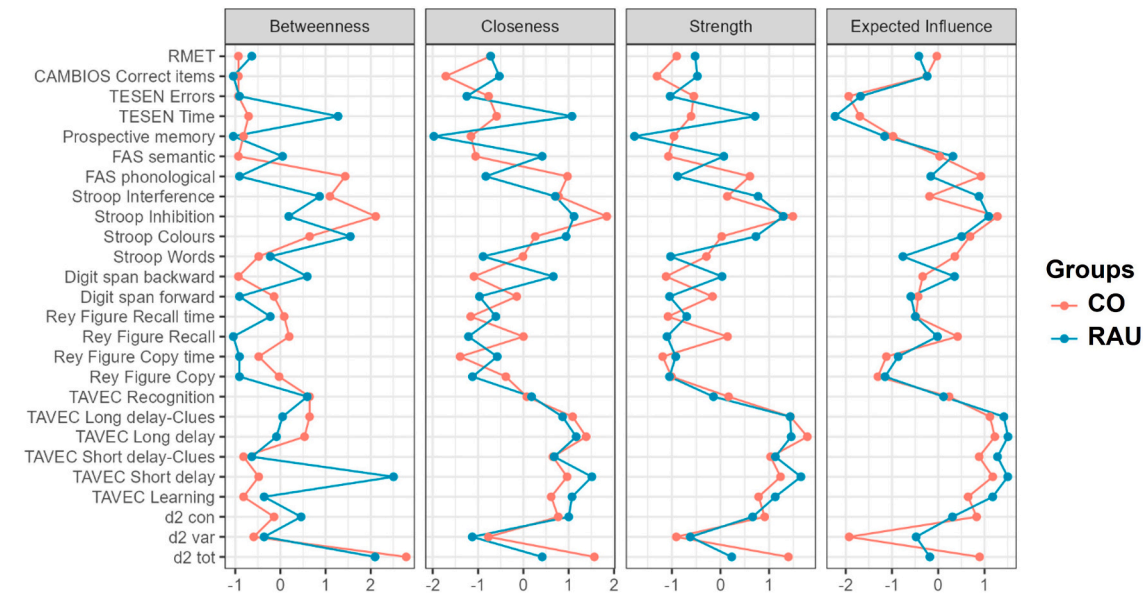 Betweenness Closeness Strength Expected Influence
RMET
CAMBIOS Correct items
TESEN Errors
TESEN Time
Prospective memory
FAS semantic
FAS phonological
Stroop Interference
Stroop Inhibition
Stroop Colours
Stroop Words
Digit span backward
Digit span forward
Rey Figure Recall time
Rey Figure Recall
Rey Figure Copy time
Rey Figure Copy
TAVEC Recognition
TAVEC Long delay-Clues
TAVEC Long delay
TAVEC Short delay-Clues
TAVEC Short delay
TAVEC Learning
d2 con
d2 var
d2 tot
-1 0 1 2 -2 -1 0 1 2 -1 0 1 -2 -1 0 1
Groups
CO
RAU